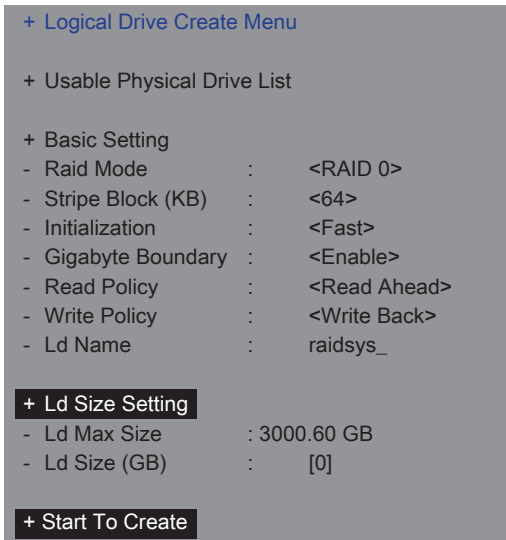 + Logical Drive Create Menu
+ Usable Physical Drive List
+ Basic Setting
- Raid Mode : <RAID 0>
- Stripe Block (KB) : <64>
- Initialization : <Fast>
- Gigabyte Boundary : <Enable>
- Read Policy : <Read Ahead>
- Write Policy : <Write Back>
- Ld Name : raidsys_
+ Ld Size Setting
- Ld Max Size : 3000.60 GB
- Ld Size (GB) : [0]
+ Start To Create